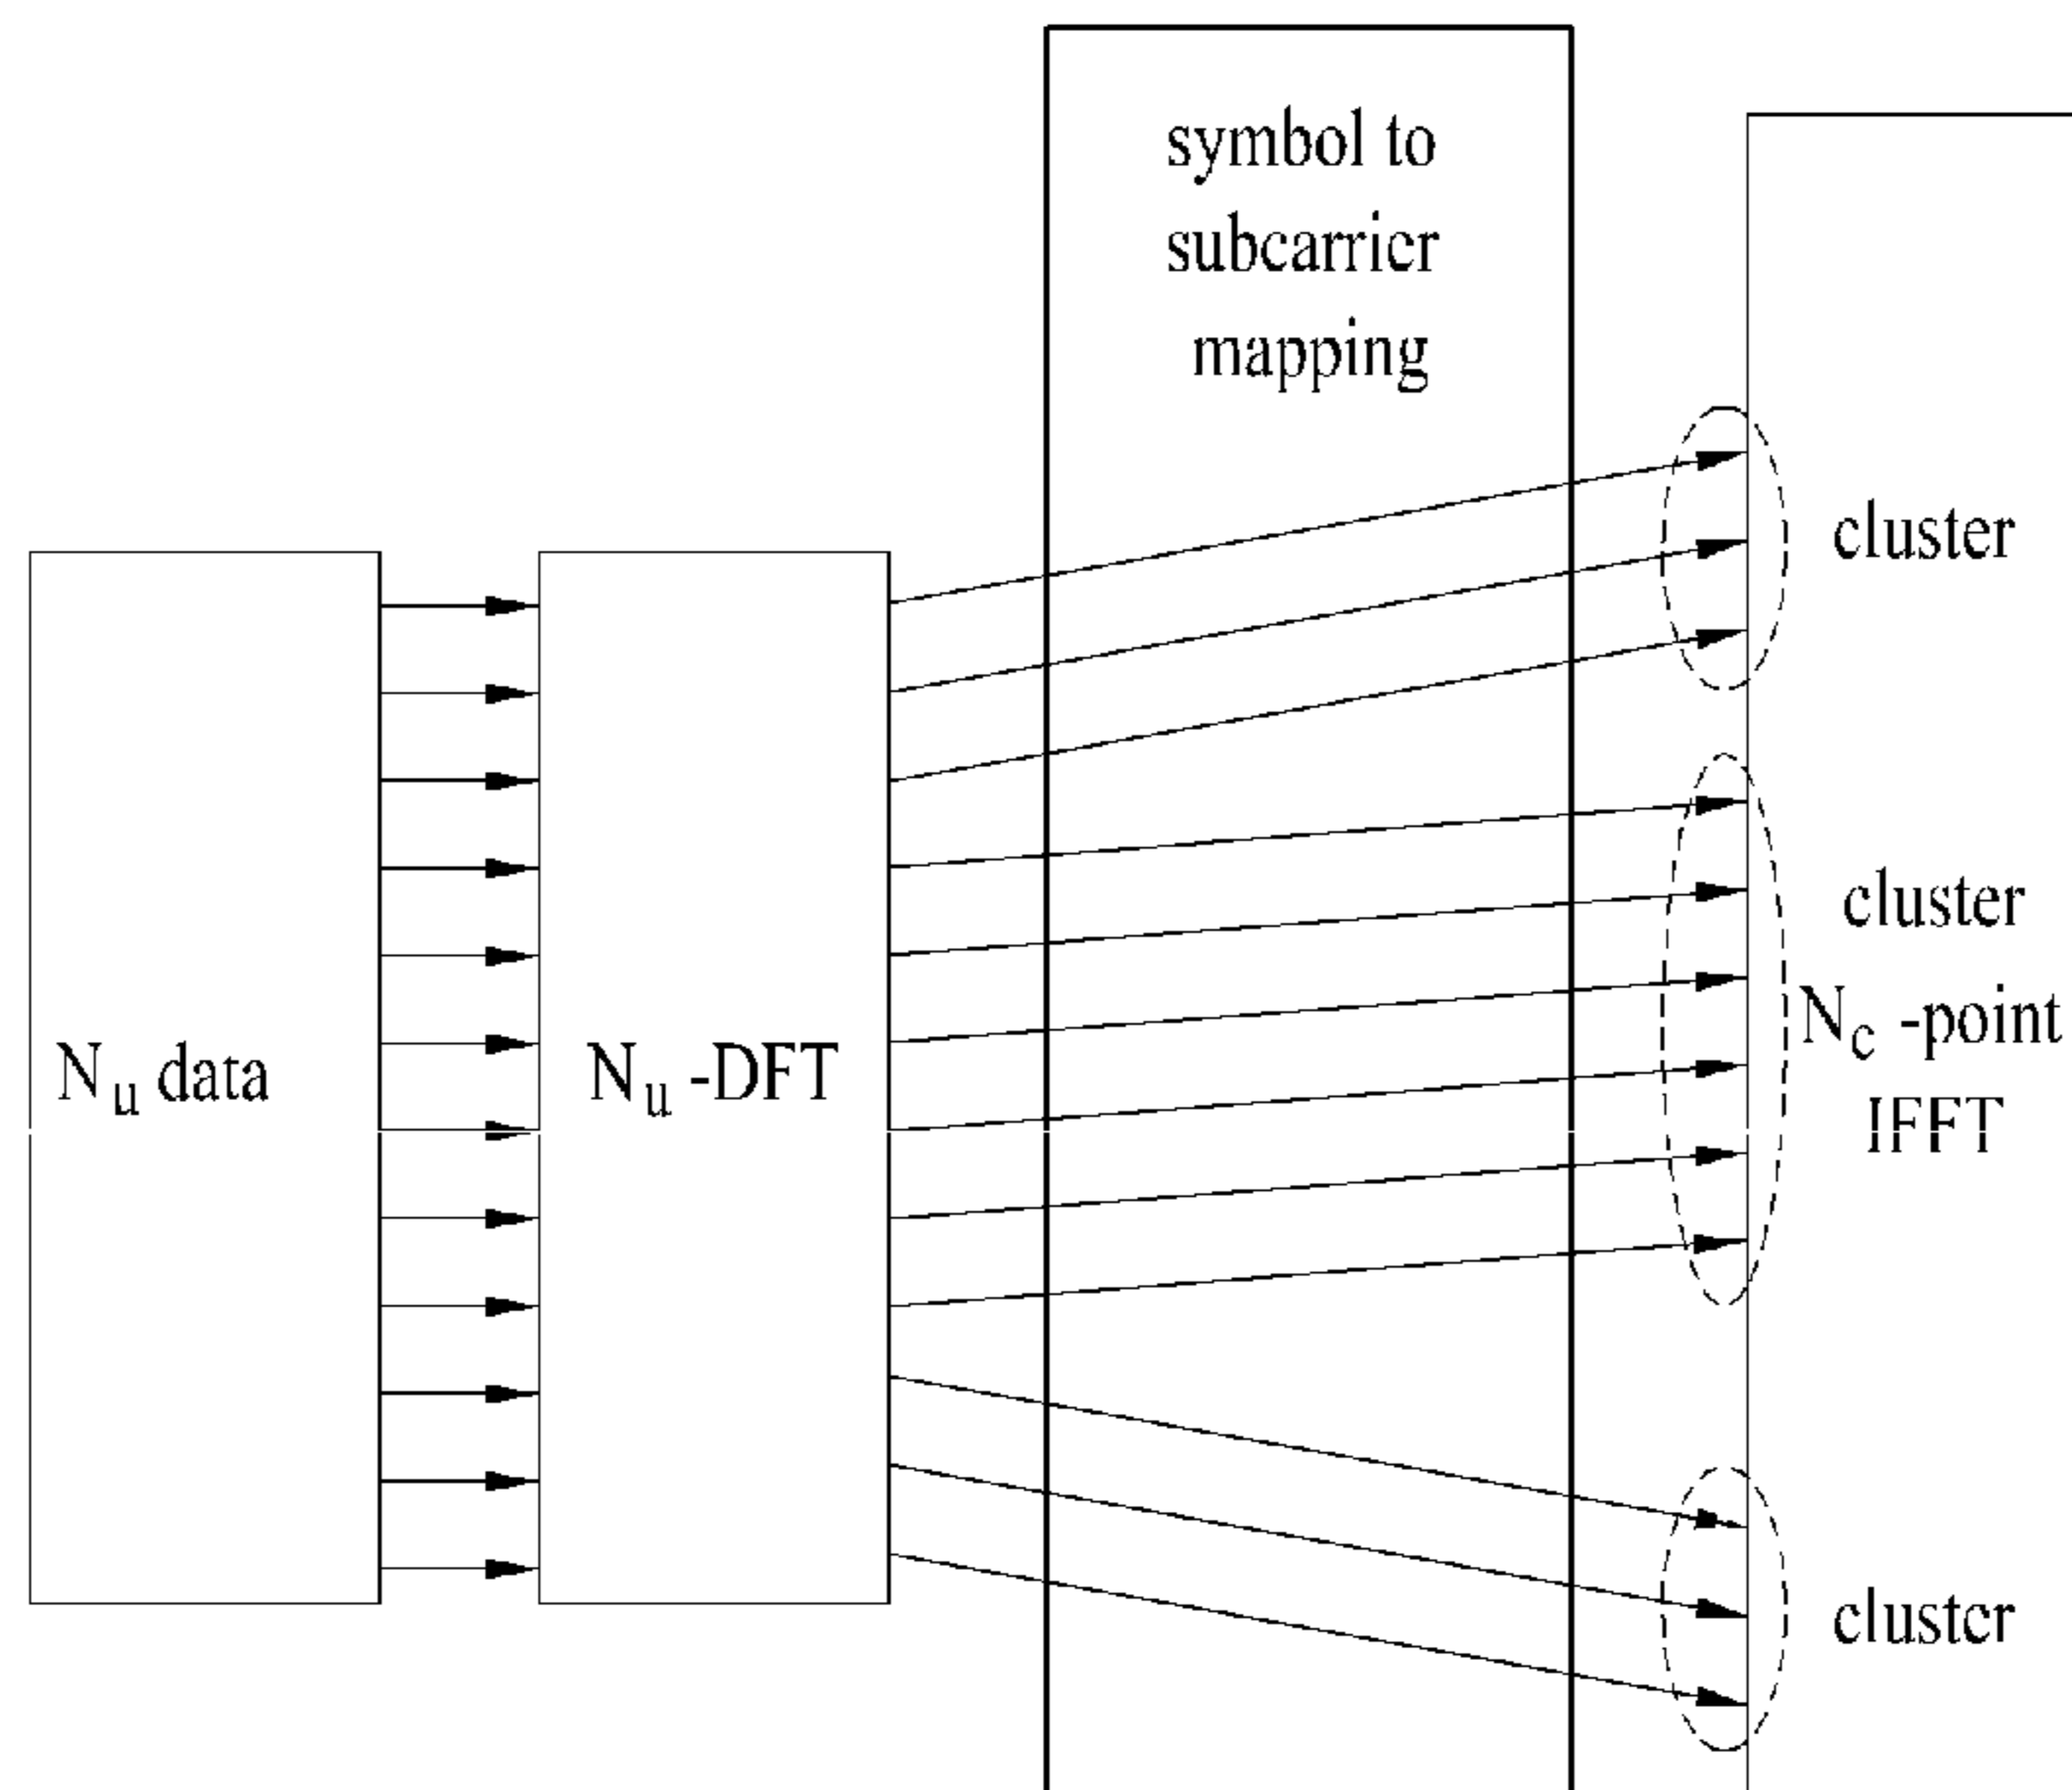 symbol to
subcarrier
mapping
cluster
cluster
N_u data
N_u -DFT
N_c -point
IFFT
cluster